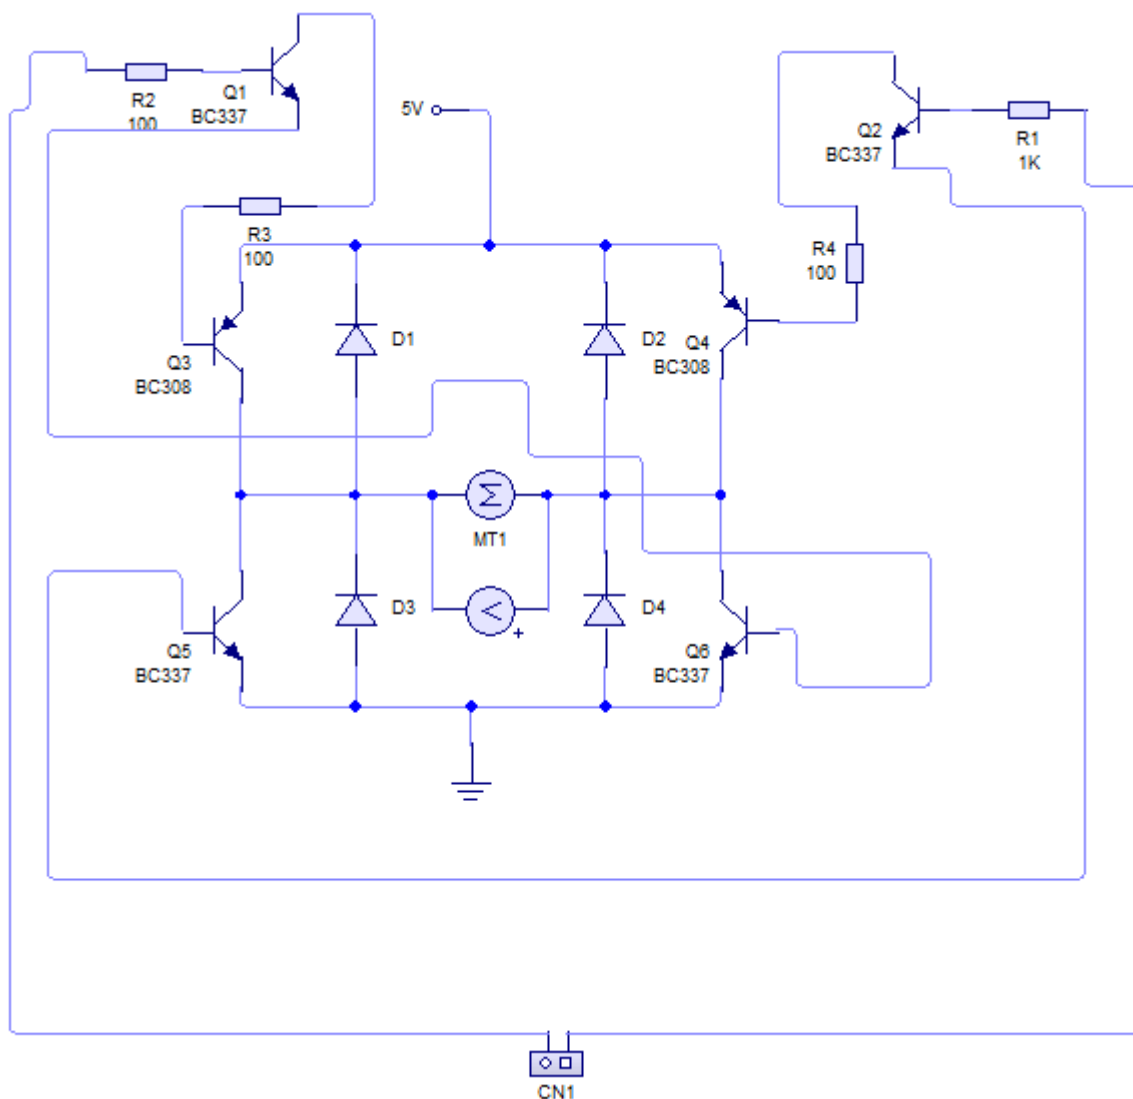 R2
100
Q1
BC337
5V
Q2
BC337
R1
1K
R3
100
R4
100
Q3
BC308
D1
D2
Q4
BC308
MT1
Q5
BC337
D3
V
+
D4
Q6
BC337
CN1